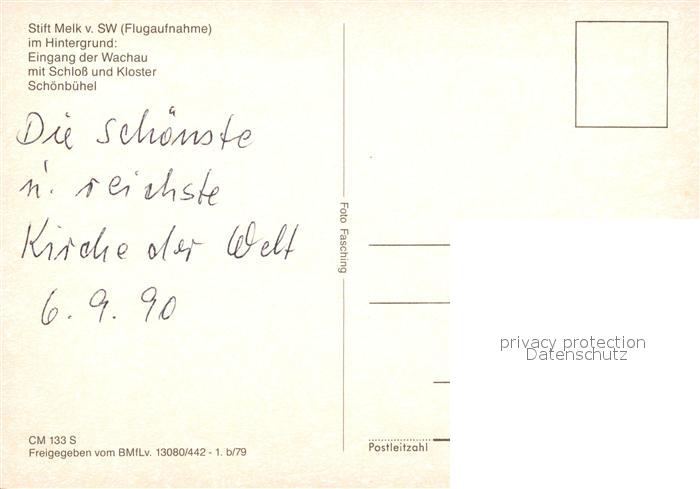 Stift Melk v. SW (Flugaufnahme)
im Hintergrund:
Eingang der Wachau
mit Schloß und Kloster
Schönbühel
Die schönste
u. reichste
Kirche der Welt
6. 9. 90
CM 133 S
Freigegeben vom BMfLv. 13080/442 - 1. b/79
Foto Fasching
Postleitzahl
privacy protection
Datenschutz